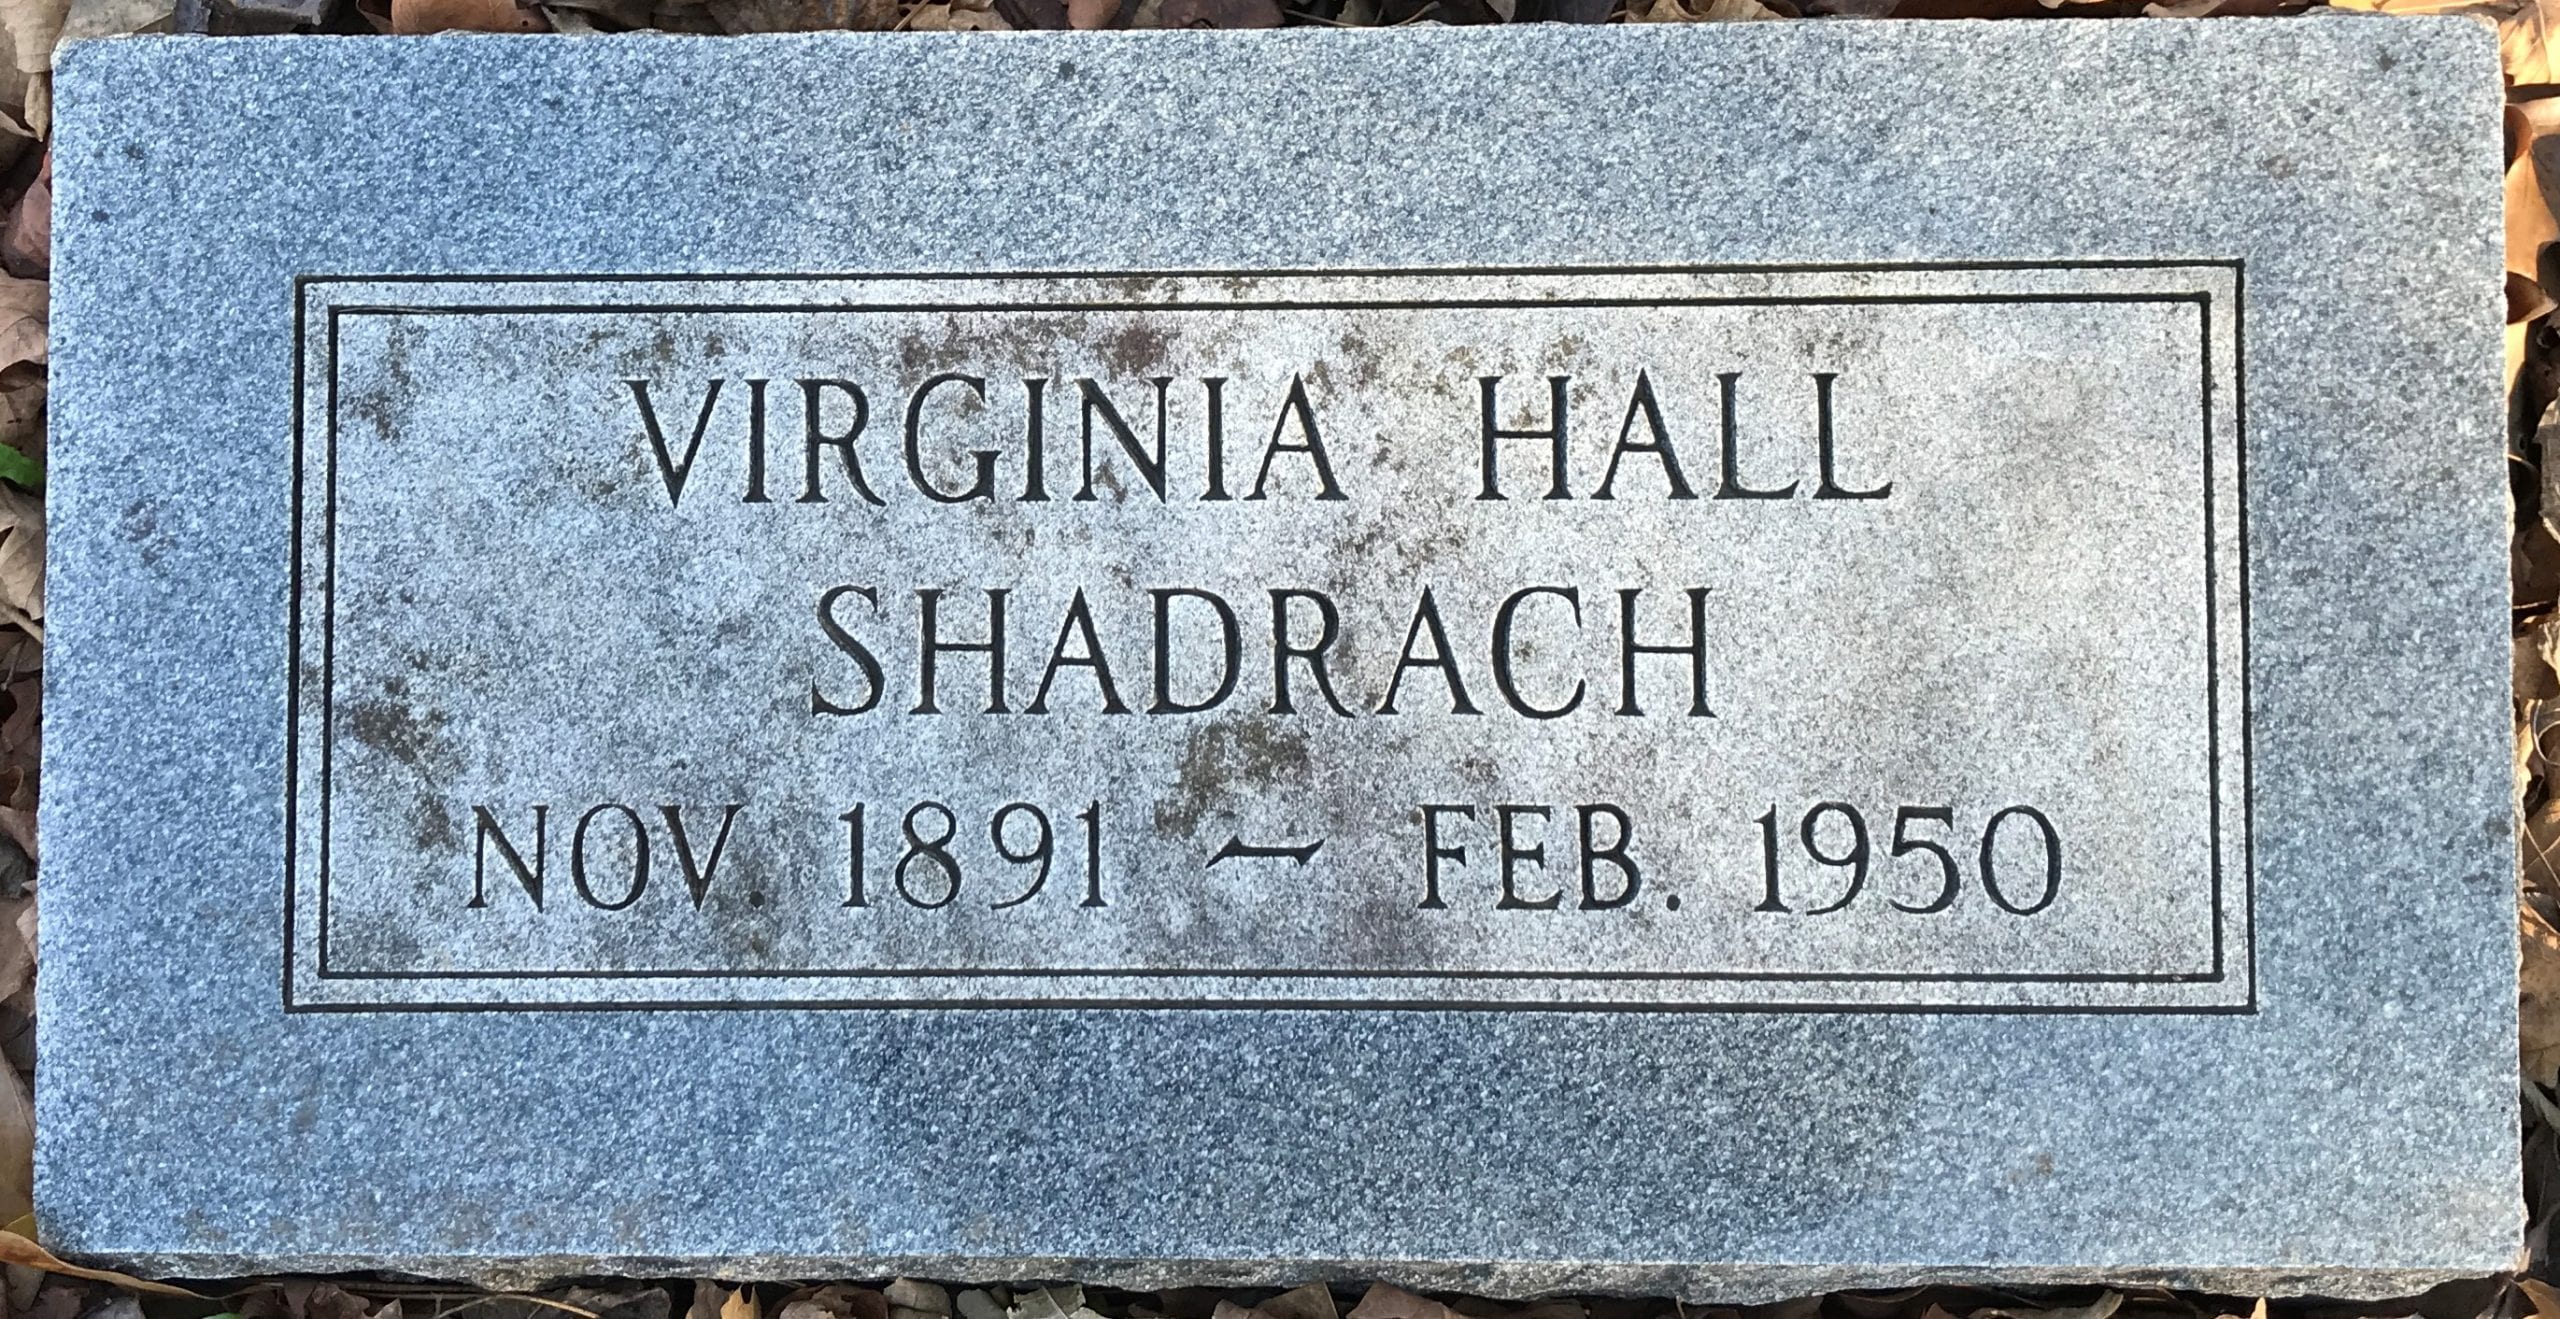 VIRGINIA HALL
SHADRACH
NOV. 1891 – FEB. 1950